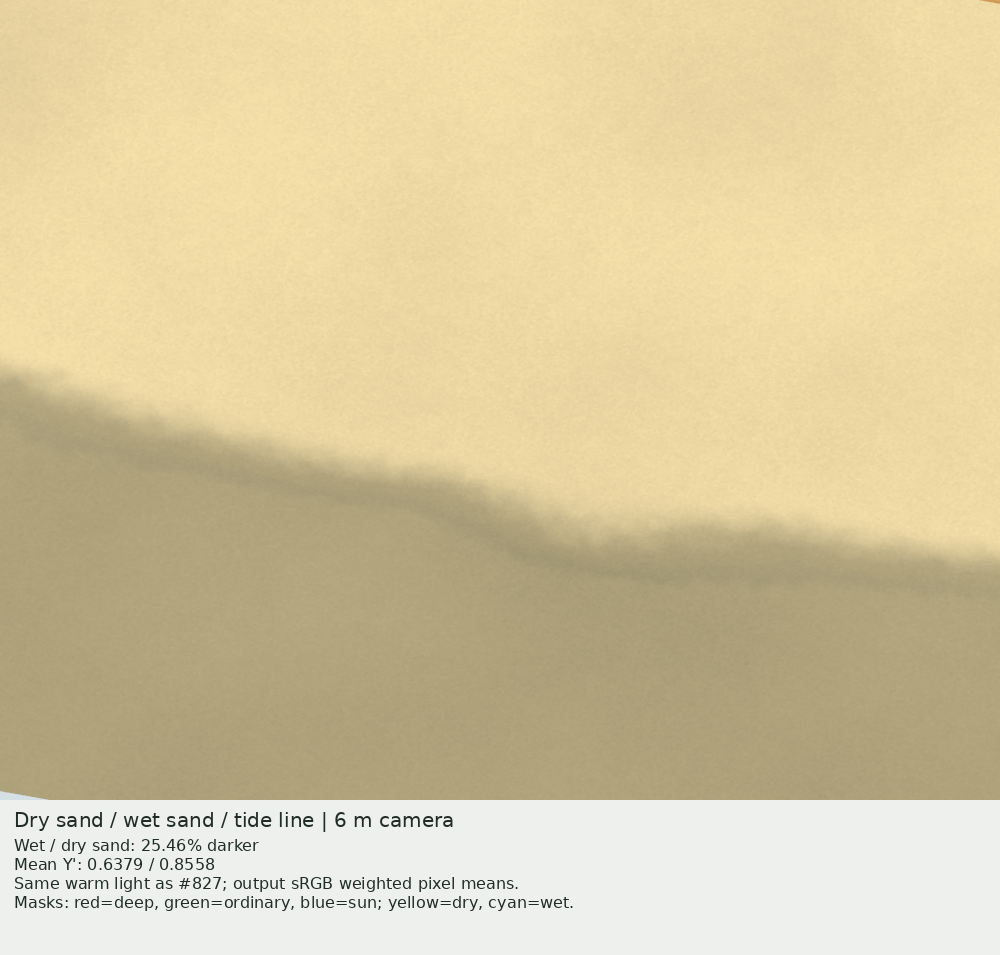 Dry sand / wet sand / tide line | 6 m camera
Wet / dry sand: 25.46% darker
Mean Y': 0.6379 / 0.8558
Same warm light as #827; output sRGB weighted pixel means.
Masks: red=deep, green=ordinary, blue=sun; yellow=dry, cyan=wet.